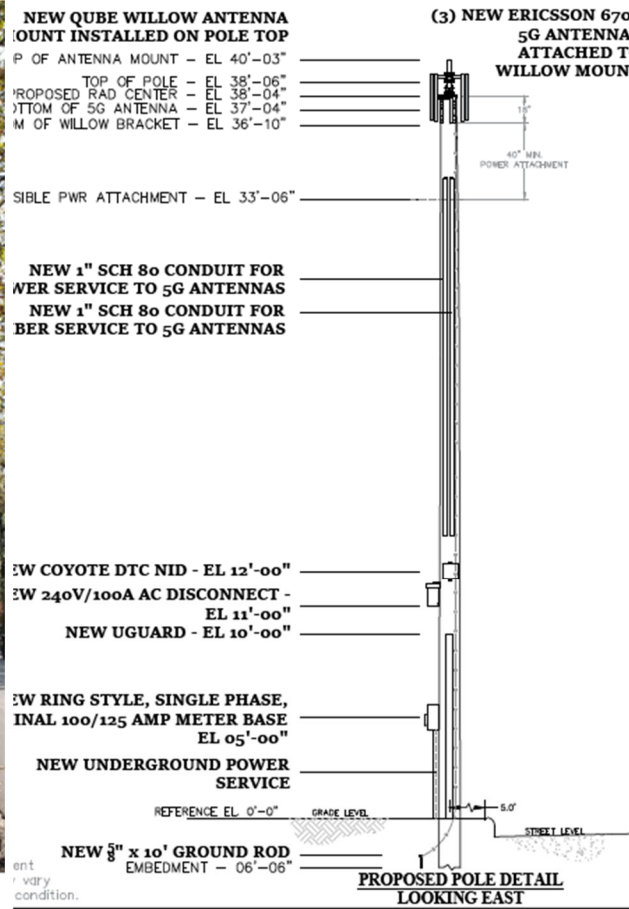 NEW QUBE WILLOW ANTENNA
OUNT INSTALLED ON POLE TOP
P OF ANTENNA MOUNT – EL 40'–03"
TOP OF POLE – EL 38'–06"
PROPOSED RAD CENTER – EL 38'–04"
OTTOM OF 5G ANTENNA – EL 37'–04"
M OF WILLOW BRACKET – EL 36'–10"
(3) NEW ERICSSON 670
5G ANTENNA
ATTACHED T
WILLOW MOUN
40" MIN.
POWER ATTACHMENT
SIBLE PWR ATTACHMENT – EL 33'–06"
NEW 1" SCH 80 CONDUIT FOR
WER SERVICE TO 5G ANTENNAS
NEW 1" SCH 80 CONDUIT FOR
BER SERVICE TO 5G ANTENNAS
EW COYOTE DTC NID - EL 12'-00"
EW 240V/100A AC DISCONNECT -
EL 11'-00"
NEW UGUARD - EL 10'-00"
EW RING STYLE, SINGLE PHASE,
INAL 100/125 AMP METER BASE
EL 05'-00"
NEW UNDERGROUND POWER
SERVICE
REFERENCE EL 0'–0"
GRADE LEVEL
5.0'
STREET LEVEL
NEW 5/8" x 10' GROUND ROD
EMBEDMENT – 06'–06"
PROPOSED POLE DETAIL
LOOKING EAST
ent
vary
condition.